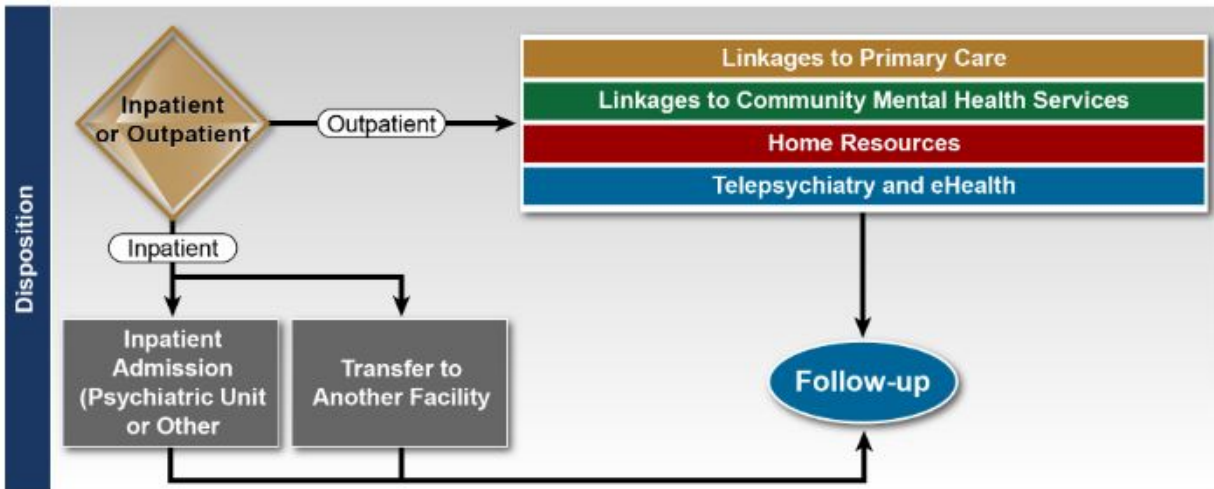 Disposition
Inpatient
or Outpatient
Outpatient
Linkages to Primary Care
Linkages to Community Mental Health Services
Home Resources
Telepsychiatry and eHealth
Inpatient
Inpatient
Admission
(Psychiatric Unit
or Other
Transfer to
Another Facility
Follow-up